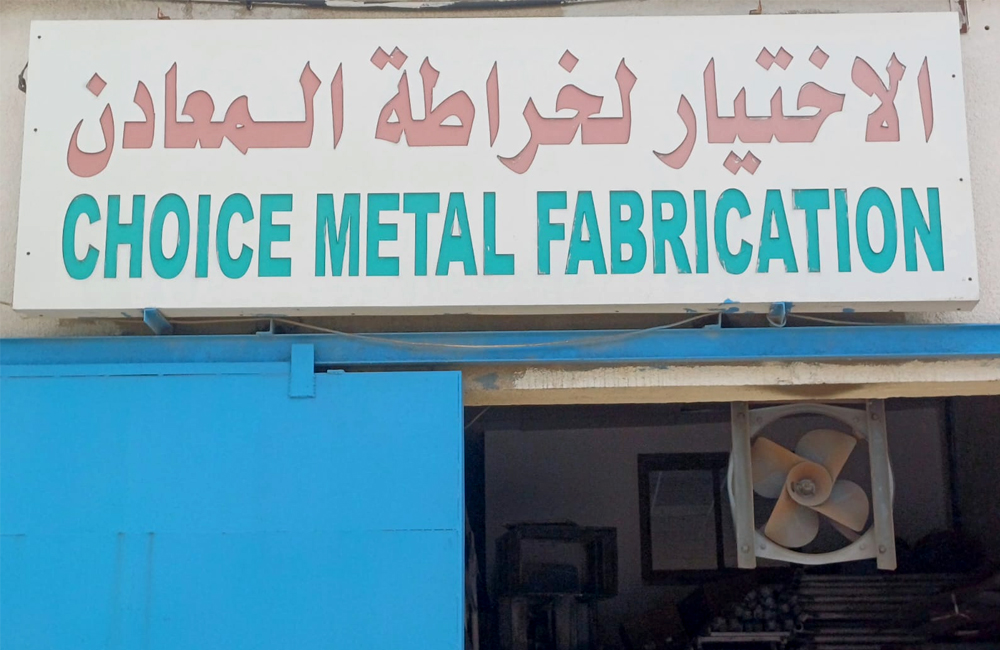 الاختيار لخراطة المعادن
CHOICE METAL FABRICATION